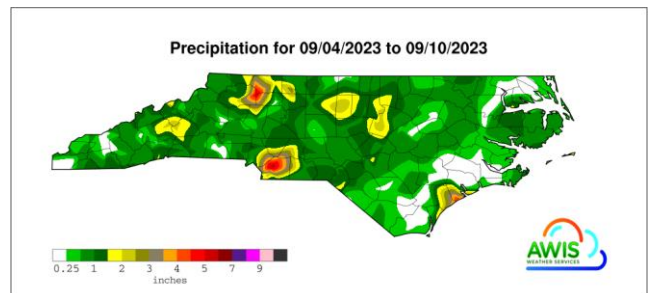 Precipitation for 09/04/2023 to 09/10/2023
0.25 1 2 3 4 5 7 9
inches
AWIS
WEATHER SERVICES